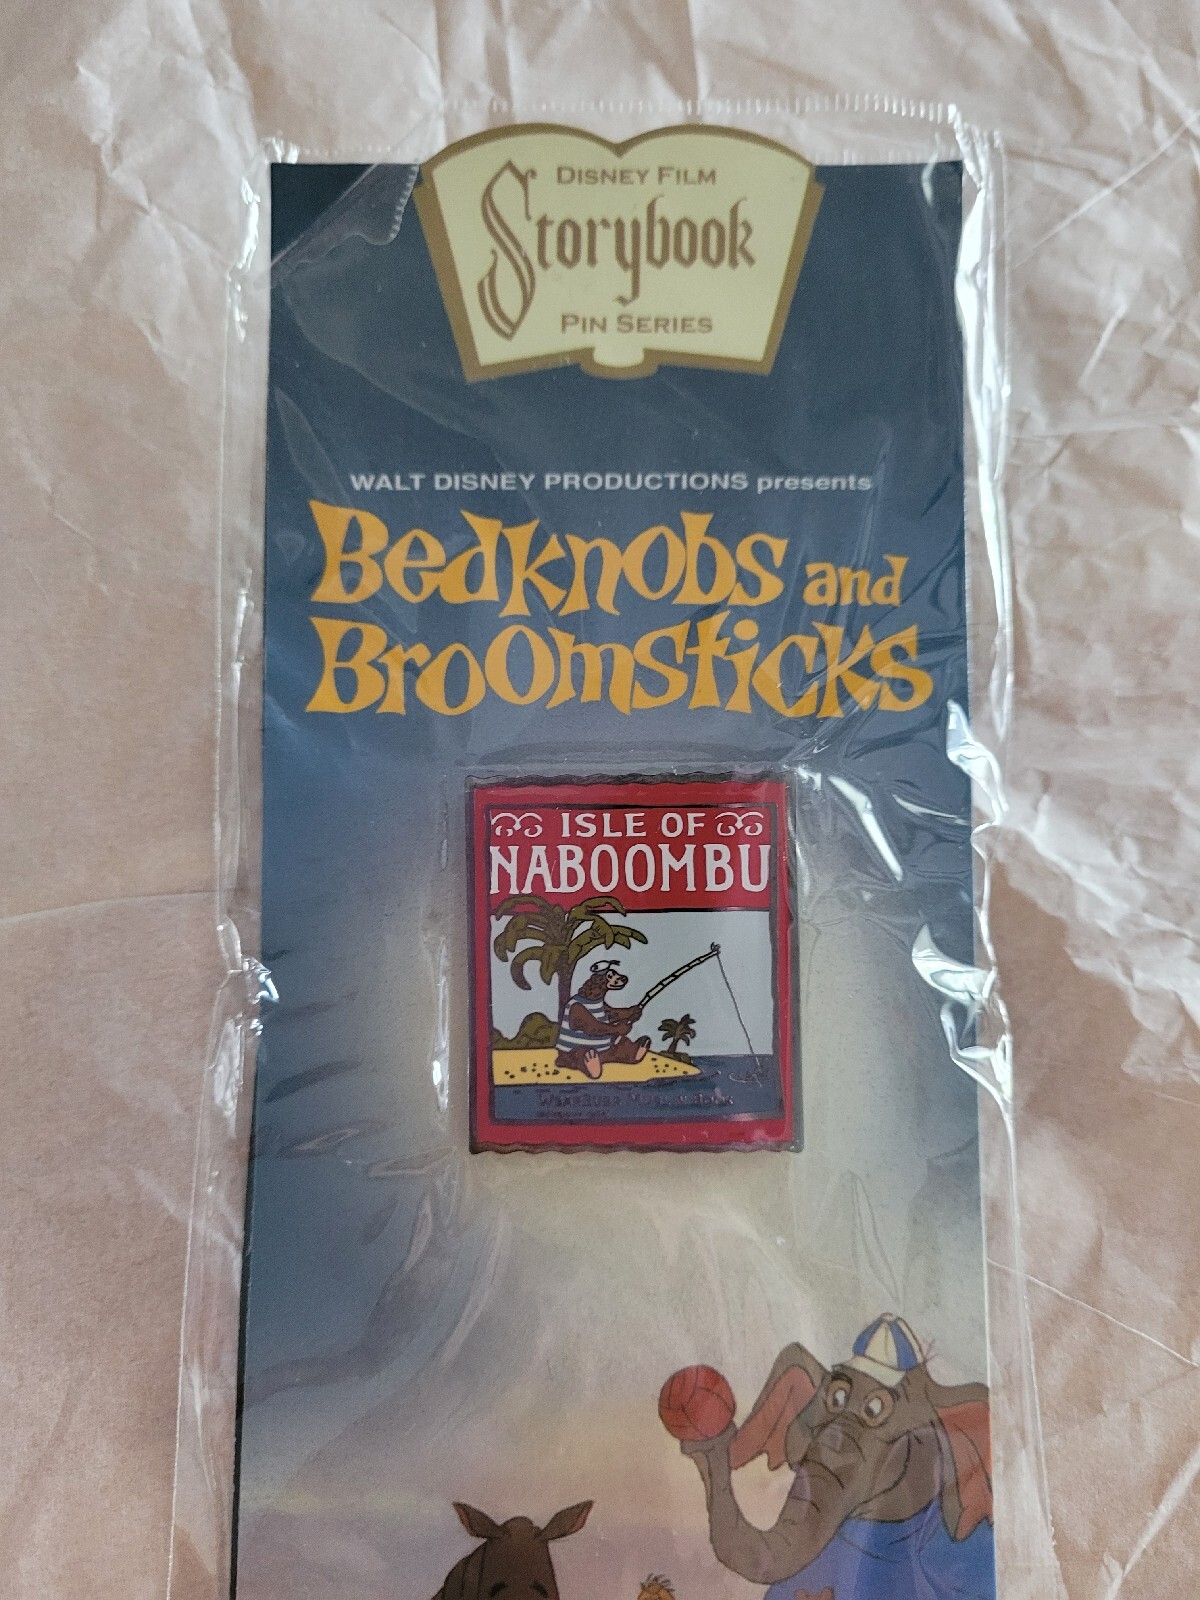 DISNEY FILM
Storybook
PIN SERIES
WALT DISNEY PRODUCTIONS presents
Bedknobs and
Broomsticks
ISLE OF
NABOOMBU